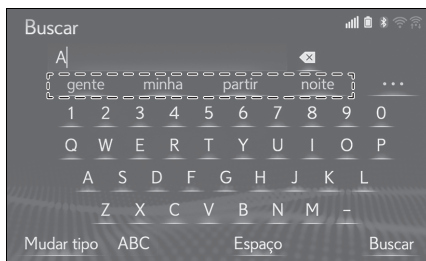 Buscar
A
gente minha partir noite ...
1 2 3 4 5 6 7 8 9 0
Q W E R T Y U I O P
A S D F G H J K L
Z X C V B N M -
Mudar tipo ABC Espaço Buscar